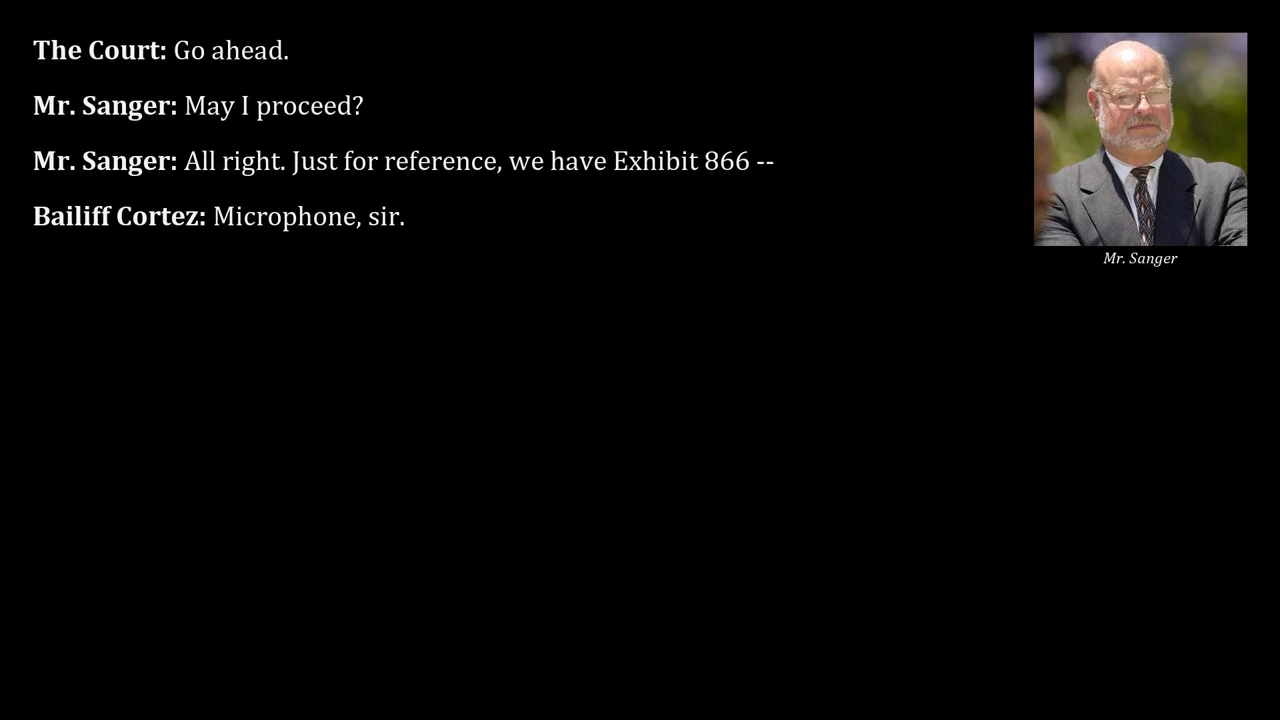 The Court: Go ahead.
Mr. Sanger: May I proceed?
Mr. Sanger: All right. Just for reference, we have Exhibit 866 --
Bailiff Cortez: Microphone, sir.
Mr. Sanger